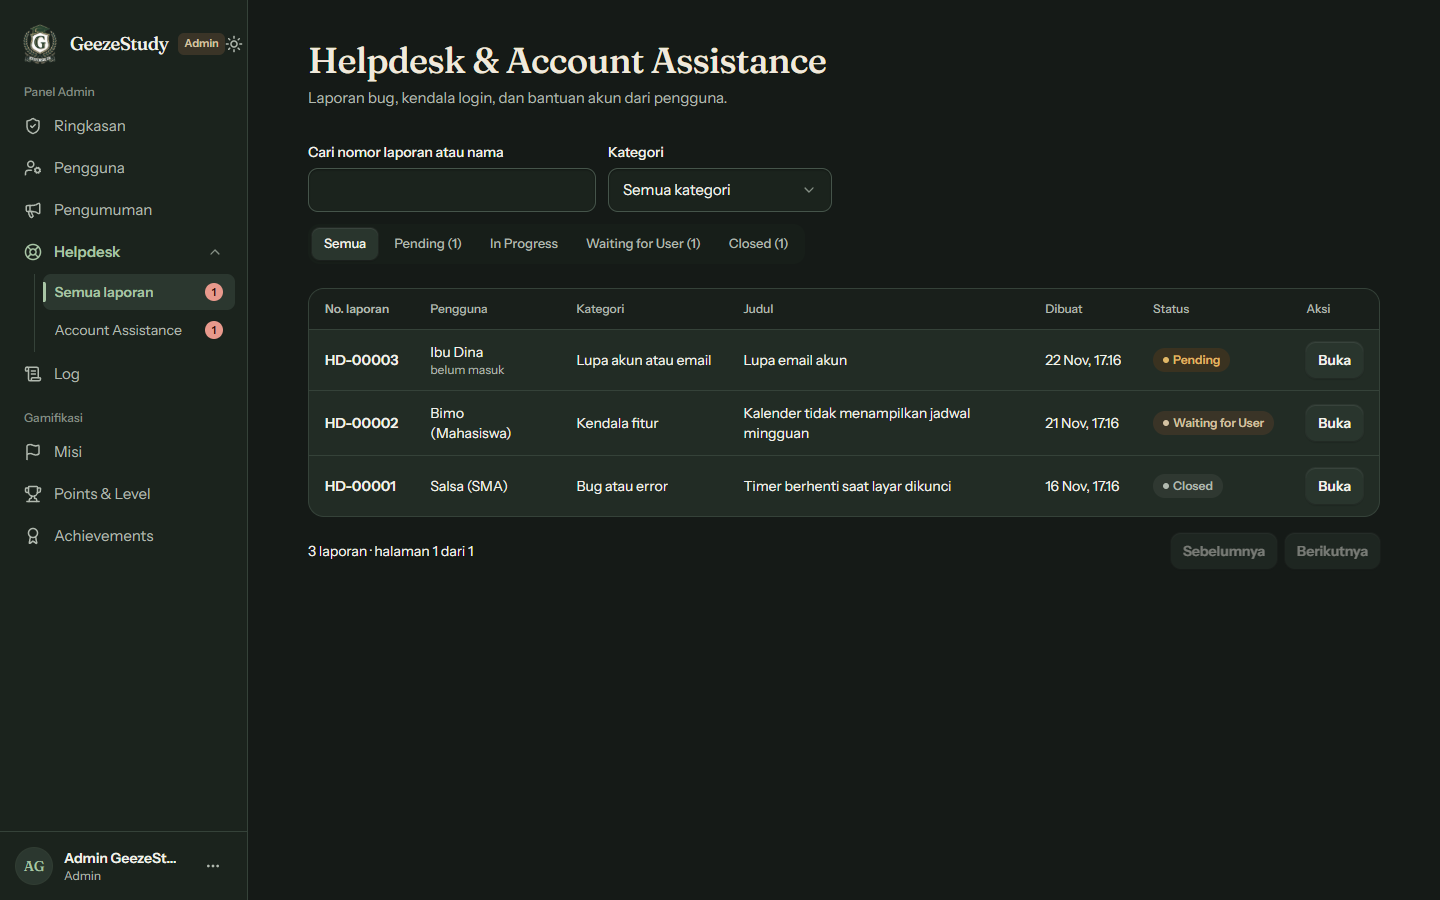 G
GeezeStudy
Admin
Panel Admin
Ringkasan
Pengguna
Pengumuman
Helpdesk
Semua laporan 1
Account Assistance 1
Log
Gamifikasi
Misi
Points & Level
Achievements
AG
Admin GeezeSt...
Admin
Helpdesk & Account Assistance
Laporan bug, kendala login, dan bantuan akun dari pengguna.
Cari nomor laporan atau nama
Kategori
Semua kategori
Semua Pending (1) In Progress Waiting for User (1) Closed (1)
No. laporan Pengguna Kategori Judul Dibuat Status Aksi
HD-00003 Ibu Dina Lupa akun atau email Lupa email akun 22 Nov, 17.16 Pending Buka
belum masuk
HD-00002 Bimo Kendala fitur Kalender tidak menampilkan jadwal 21 Nov, 17.16 Waiting for User Buka
(Mahasiswa) mingguan
HD-00001 Salsa (SMA) Bug atau error Timer berhenti saat layar dikunci 16 Nov, 17.16 Closed Buka
3 laporan · halaman 1 dari 1
Sebelumnya Berikutnya